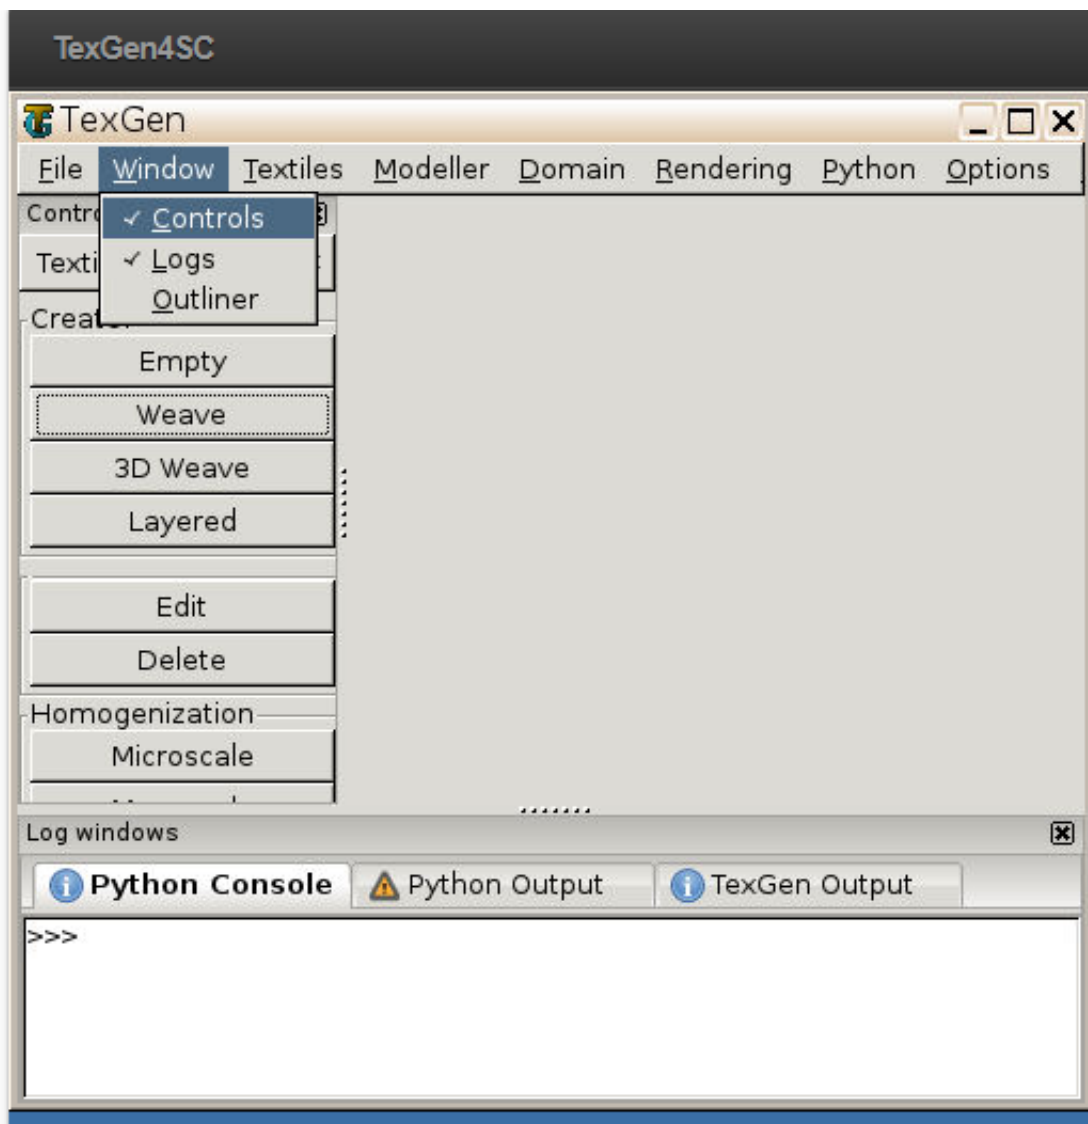 TexGen4SC
TexGen
File Window Textiles Modeller Domain Rendering Python Options
Controls
Logs
Outliner
Empty
Weave
3D Weave
Layered
Edit
Delete
Homogenization
Microscale
Log windows
Python Console Python Output TexGen Output
>>>